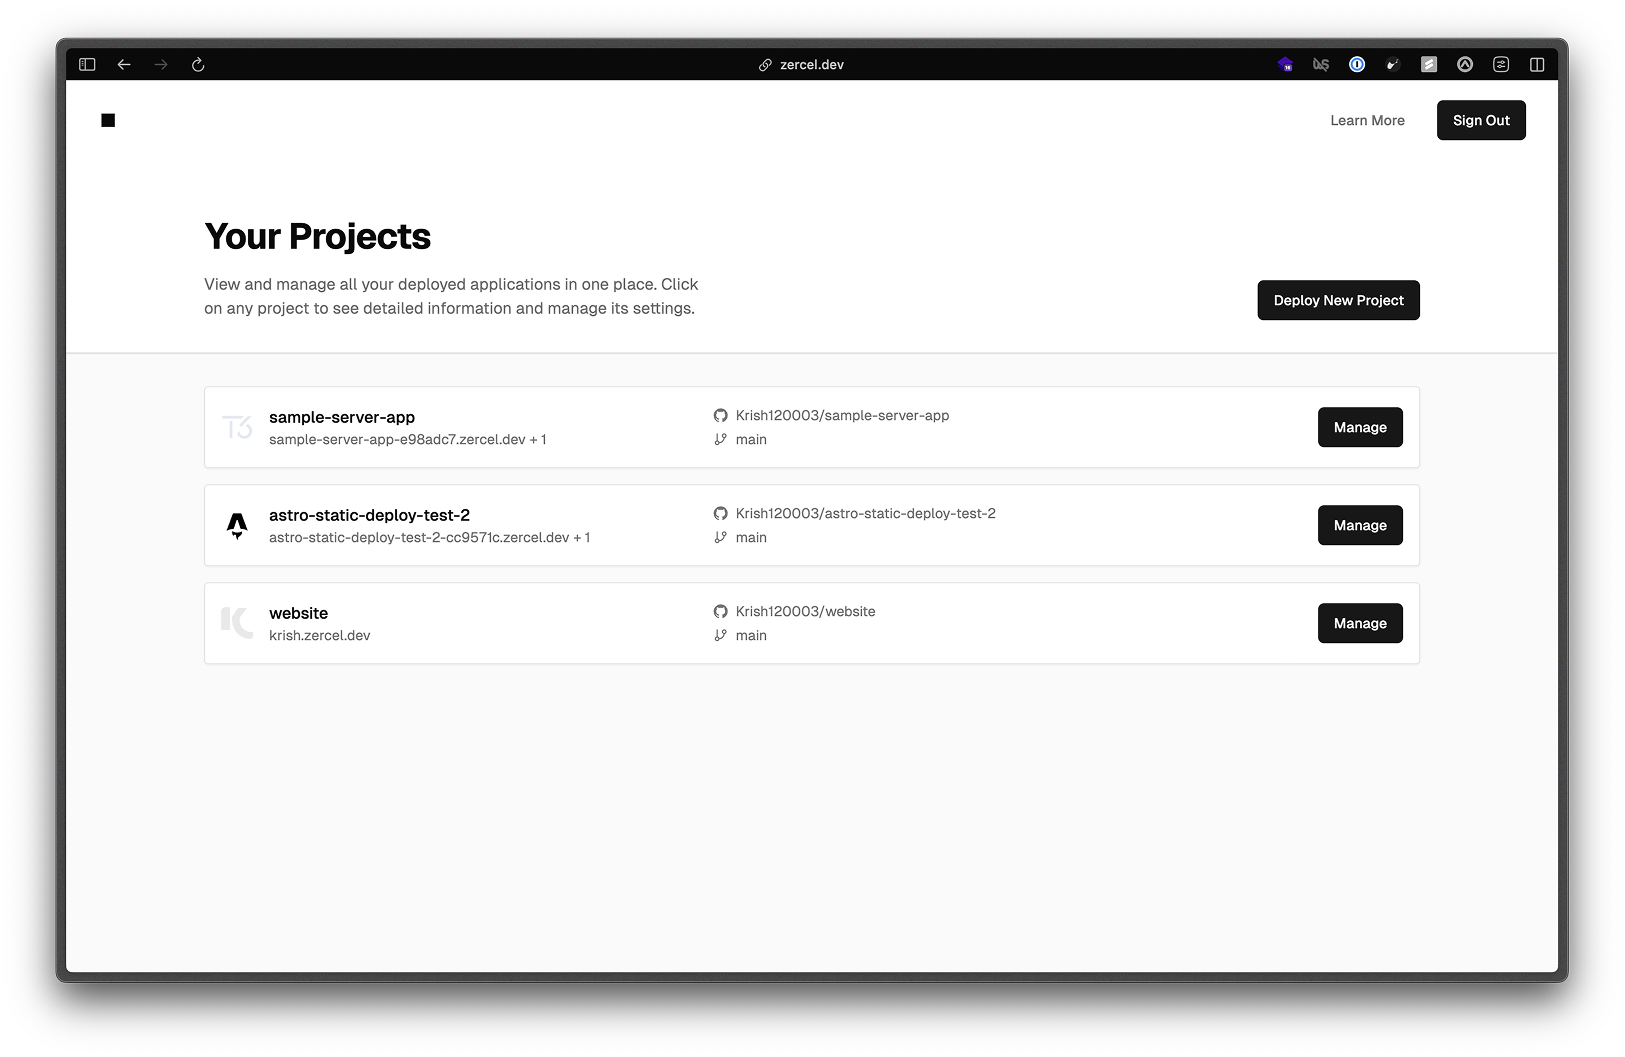 zercel.dev
Learn More
Sign Out
Your Projects
View and manage all your deployed applications in one place. Click
on any project to see detailed information and manage its settings.
Deploy New Project
T3
sample-server-app
sample-server-app-e98adc7.zercel.dev + 1
Krish120003/sample-server-app
main
Manage
astro-static-deploy-test-2
astro-static-deploy-test-2-cc9571c.zercel.dev + 1
Krish120003/astro-static-deploy-test-2
main
Manage
website
krish.zercel.dev
Krish120003/website
main
Manage